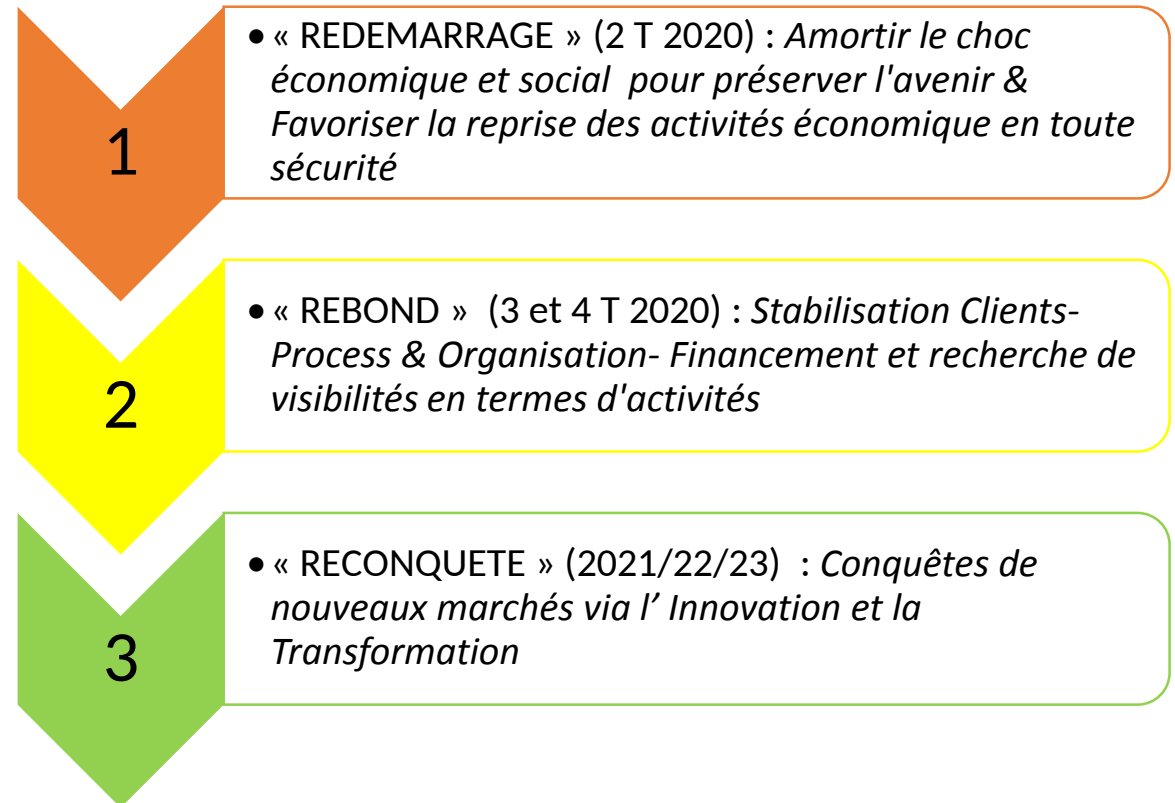 1
• « REDEMARRAGE » (2 T 2020) : Amortir le choc
économique et social  pour préserver l'avenir &
Favoriser la reprise des activités économique en toute
sécurité
2
• « REBOND »  (3 et 4 T 2020) : Stabilisation Clients-
Process & Organisation- Financement et recherche de
visibilités en termes d'activités
3
• « RECONQUETE » (2021/22/23)  : Conquêtes de
nouveaux marchés via l’ Innovation et la
Transformation